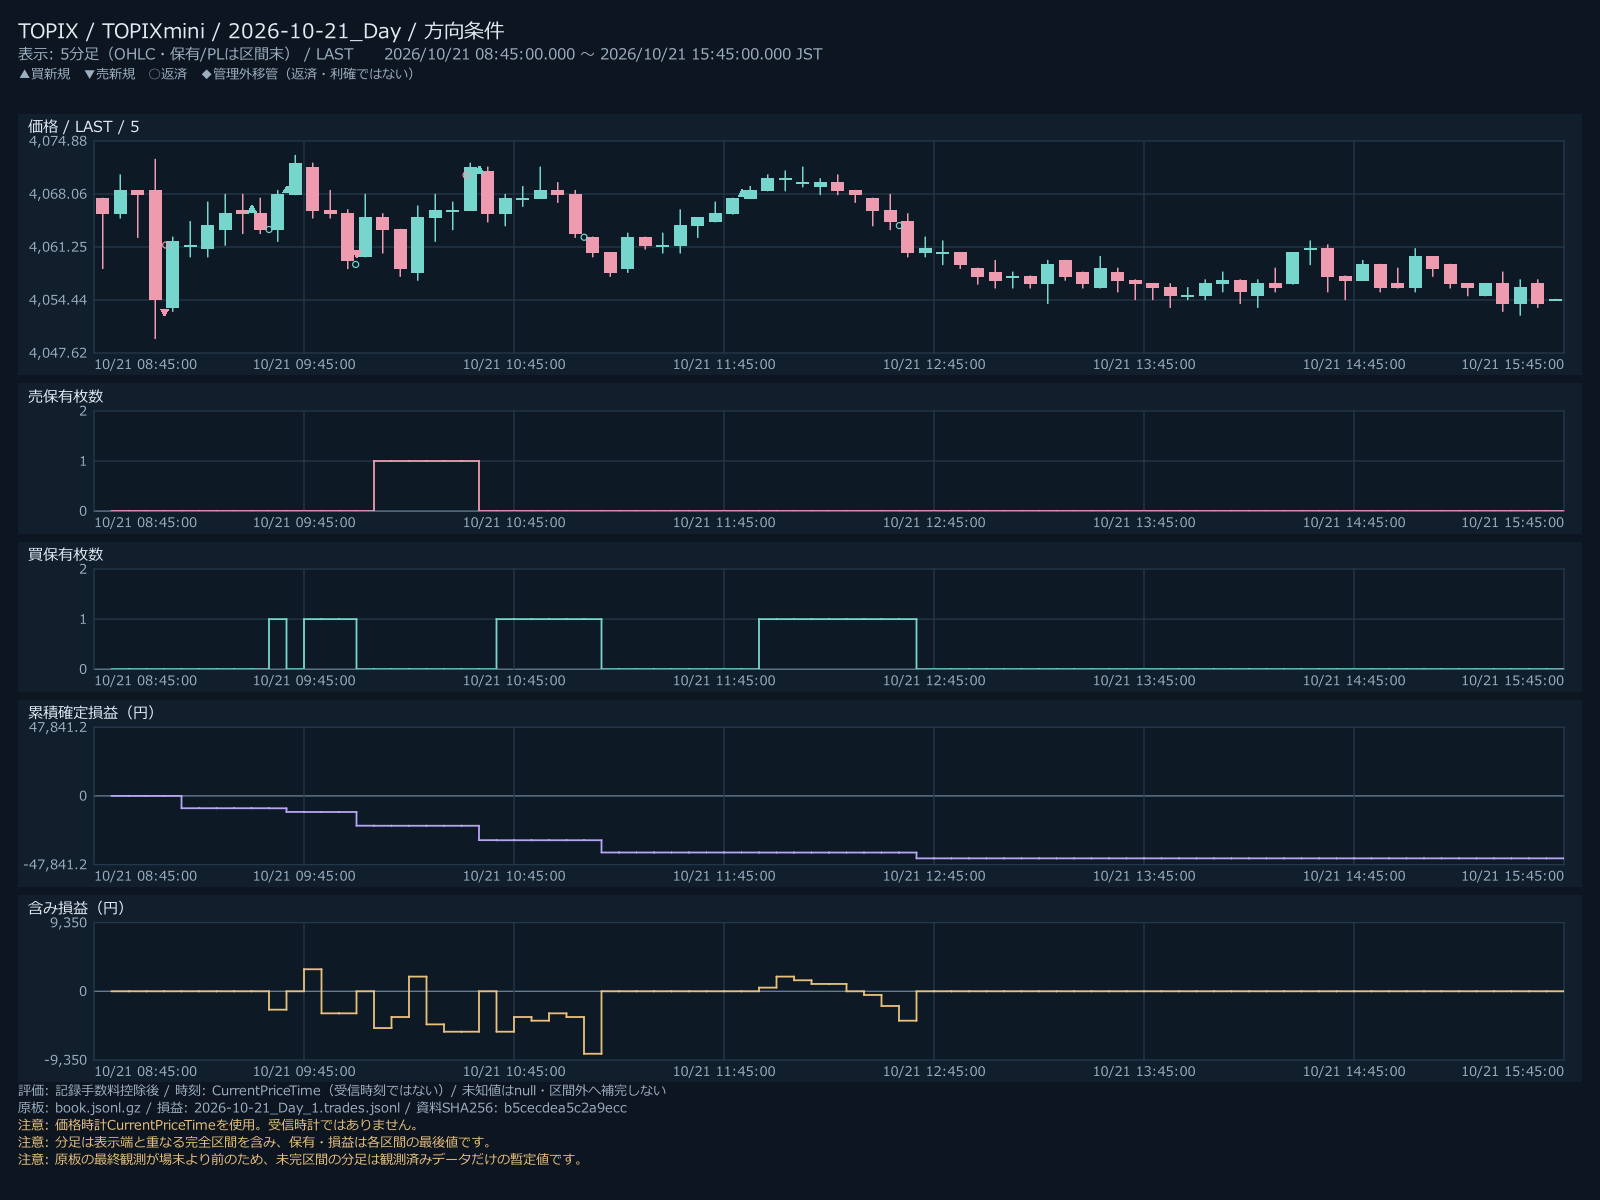 TOPIX / TOPIXmini / 2026-10-21_Day / 方向条件
表示: 5分足（OHLC・保有/PLは区間末） / LAST 2026/10/21 08:45:00.000 ～ 2026/10/21 15:45:00.000 JST
▲買新規 ▼売新規 ○返済 ◆管理外移管（返済・利確ではない）
価格 / LAST / 5
4,074.88
4,068.06
4,061.25
4,054.44
4,047.62
10/21 08:45:00 10/21 09:45:00 10/21 10:45:00 10/21 11:45:00 10/21 12:45:00 10/21 13:45:00 10/21 14:45:00 10/21 15:45:00
売保有枚数
2
1
0
10/21 08:45:00 10/21 09:45:00 10/21 10:45:00 10/21 11:45:00 10/21 12:45:00 10/21 13:45:00 10/21 14:45:00 10/21 15:45:00
買保有枚数
2
1
0
10/21 08:45:00 10/21 09:45:00 10/21 10:45:00 10/21 11:45:00 10/21 12:45:00 10/21 13:45:00 10/21 14:45:00 10/21 15:45:00
累積確定損益（円）
47,841.2
0
-47,841.2
10/21 08:45:00 10/21 09:45:00 10/21 10:45:00 10/21 11:45:00 10/21 12:45:00 10/21 13:45:00 10/21 14:45:00 10/21 15:45:00
含み損益（円）
9,350
0
-9,350
10/21 08:45:00 10/21 09:45:00 10/21 10:45:00 10/21 11:45:00 10/21 12:45:00 10/21 13:45:00 10/21 14:45:00 10/21 15:45:00
評価: 記録手数料控除後 / 時刻: CurrentPriceTime（受信時刻ではない）/ 未知値はnull・区間外へ補完しない
原板: book.jsonl.gz / 損益: 2026-10-21_Day_1.trades.jsonl / 資料SHA256: b5cecdea5c2a9ecc
注意: 価格時計CurrentPriceTimeを使用。受信時計ではありません。
注意: 分足は表示端と重なる完全区間を含み、保有・損益は各区間の最後値です。
注意: 原板の最終観測が場末より前のため、未完区間の分足は観測済みデータだけの暫定値です。